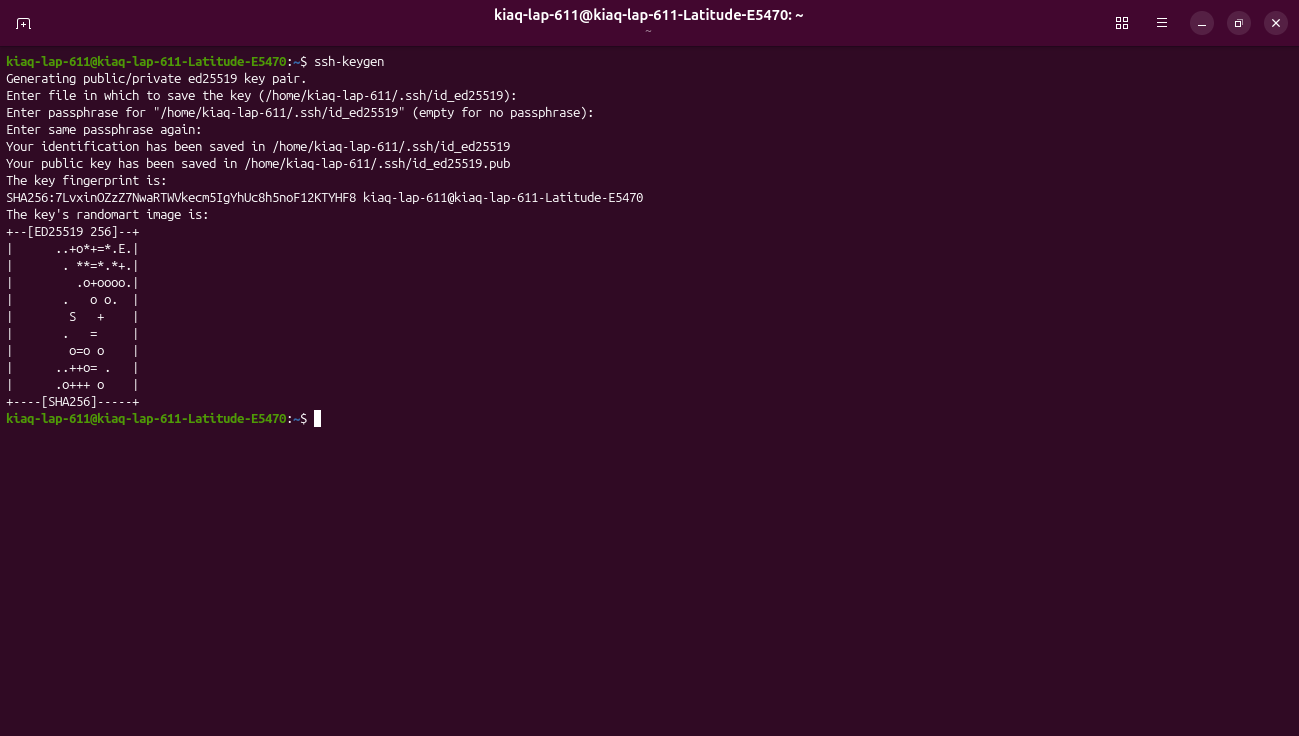 kiaq-lap-611@kiaq-lap-611-Latitude-E5470: ~
~
kiaq-lap-611@kiaq-lap-611-Latitude-E5470:~$ ssh-keygen
Generating public/private ed25519 key pair.
Enter file in which to save the key (/home/kiaq-lap-611/.ssh/id_ed25519):
Enter passphrase for "/home/kiaq-lap-611/.ssh/id_ed25519" (empty for no passphrase):
Enter same passphrase again:
Your identification has been saved in /home/kiaq-lap-611/.ssh/id_ed25519
Your public key has been saved in /home/kiaq-lap-611/.ssh/id_ed25519.pub
The key fingerprint is:
SHA256:7LvxinOZzZ7NwaRTWVkecm5IgYhUc8h5noF12KTYHF8 kiaq-lap-611@kiaq-lap-611-Latitude-E5470
The key's randomart image is:
+--[ED25519 256]--+
|      ..+o*+=*.E.|
|       . **=*.*+.|
|         .o+oooo.|
|       .   o o.  |
|        S   +    |
|       .   =     |
|        o=o o    |
|      ..++o= .   |
|      .o+++ o    |
+----[SHA256]-----+
kiaq-lap-611@kiaq-lap-611-Latitude-E5470:~$